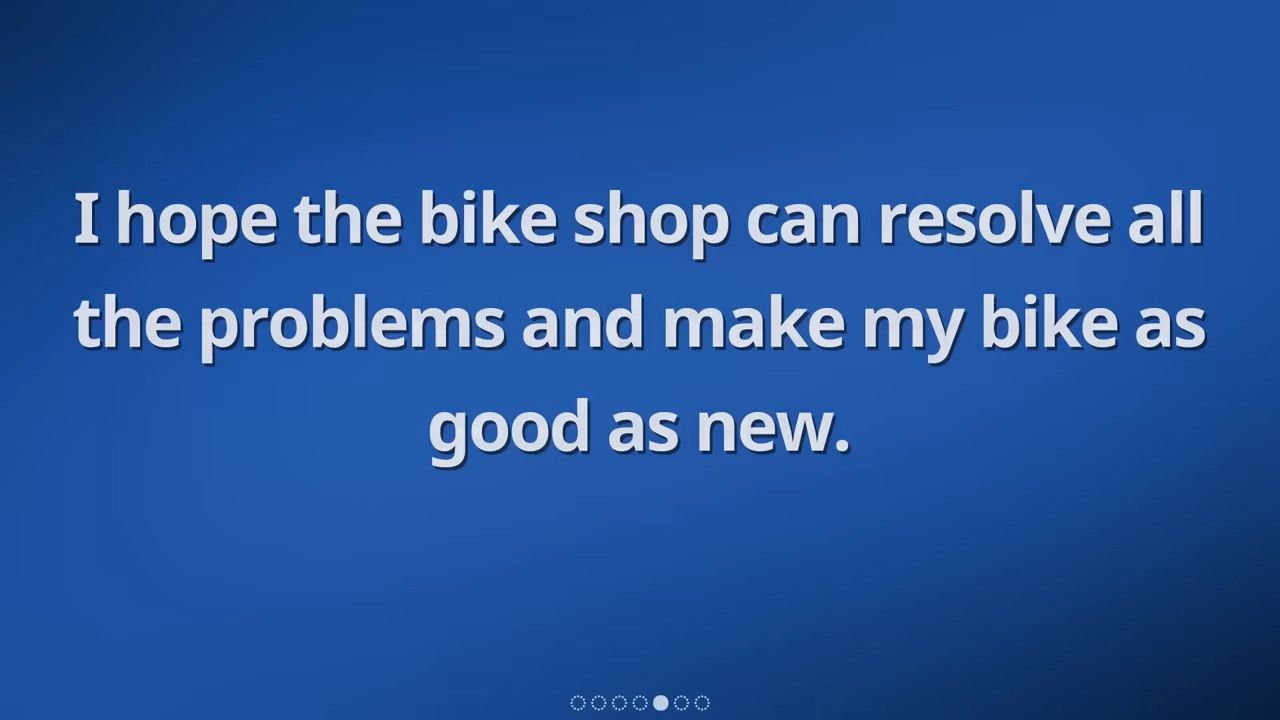 I hope the bike shop can resolve all
the problems and make my bike as
good as new.